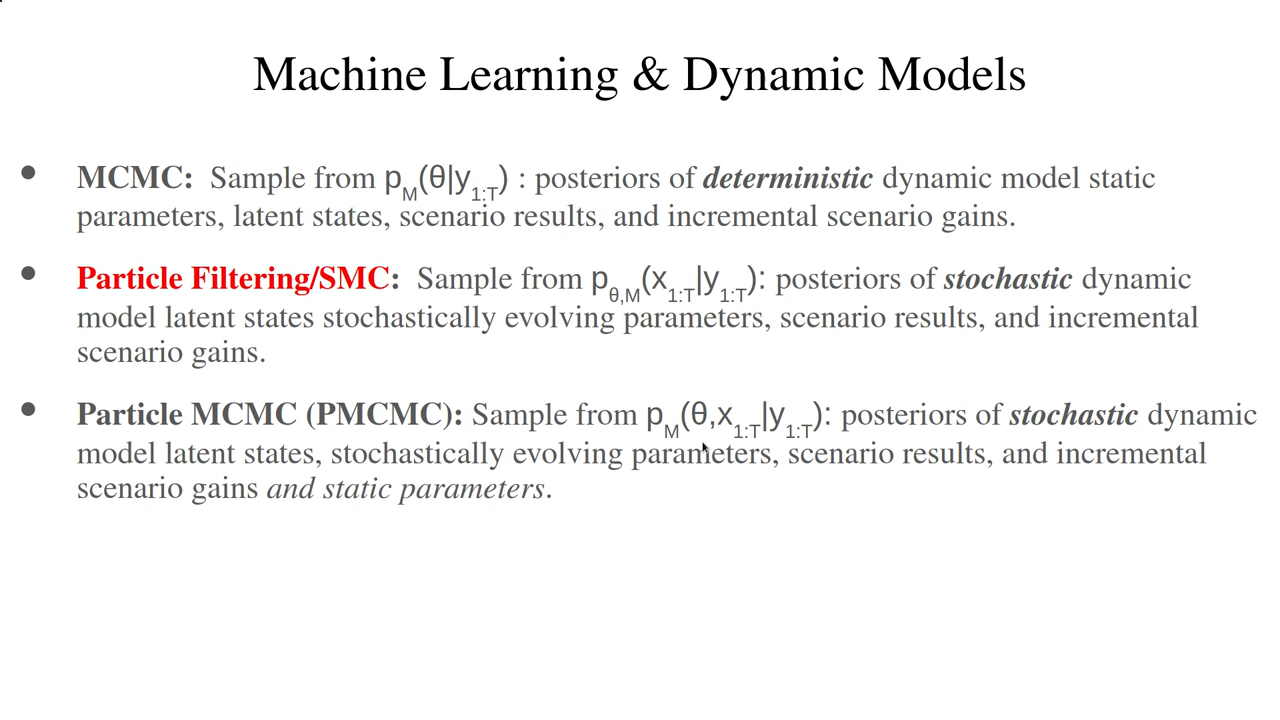 Machine Learning & Dynamic Models
• MCMC: Sample from pM(θ|y1:T) : posteriors of deterministic dynamic model static
parameters, latent states, scenario results, and incremental scenario gains.
• Particle Filtering/SMC: Sample from pθ,M(x1:T|y1:T): posteriors of stochastic dynamic
model latent states stochastically evolving parameters, scenario results, and incremental
scenario gains.
• Particle MCMC (PMCMC): Sample from pM(θ,x1:T|y1:T): posteriors of stochastic dynamic
model latent states, stochastically evolving parameters, scenario results, and incremental
scenario gains and static parameters.